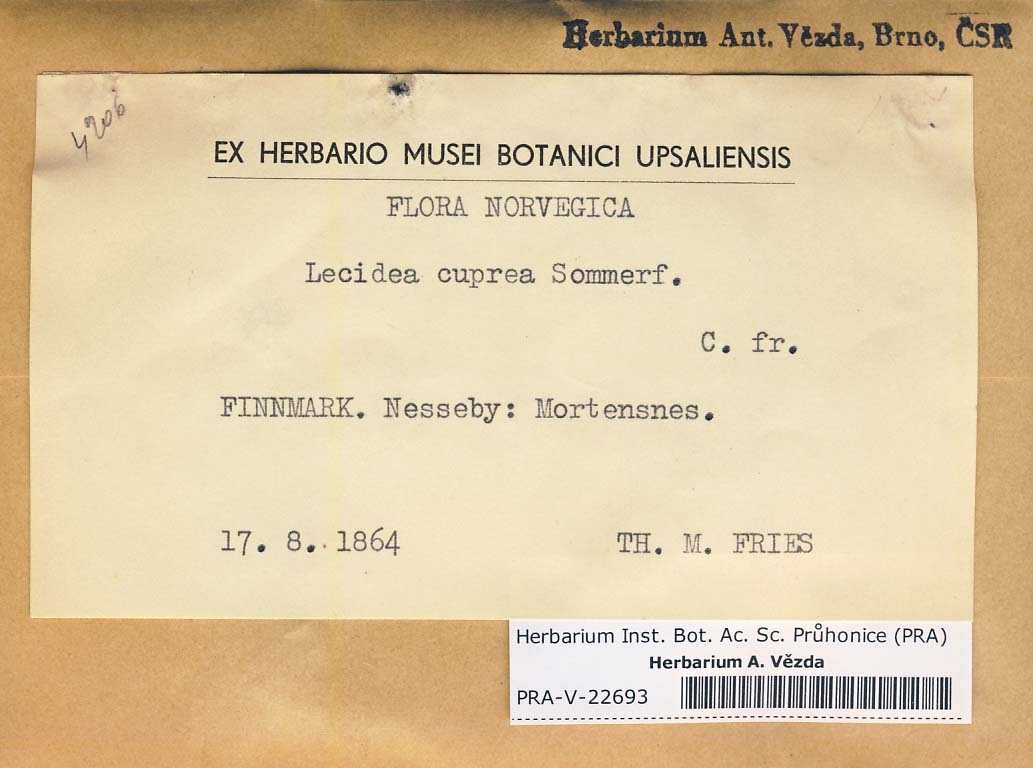 Herbarium Ant. Vězda, Brno, ČSR
4206
EX HERBARIO MUSEI BOTANICI UPSALIENSIS
FLORA NORVEGICA
Lecidea cuprea Sommerf.
C. fr.
FINNMARK. Nesseby: Mortensnes.
17. 8. 1864 TH. M. FRIES
Herbarium Inst. Bot. Ac. Sc. Průhonice (PRA)
Herbarium A. Vězda
PRA-V-22693